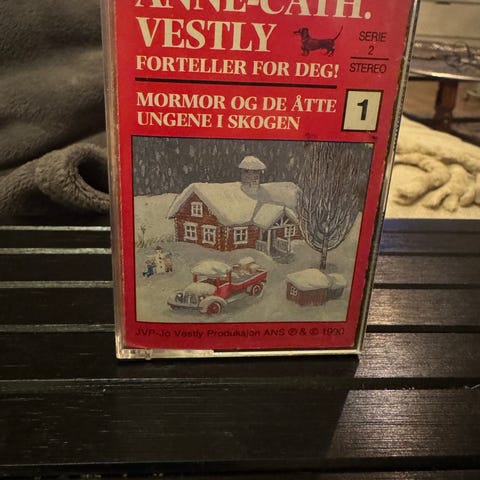 ANNE-CATH.
VESTLY
FORTELLER FOR DEG!
SERIE
2
STEREO
MORMOR OG DE ÅTTE
UNGENE I SKOGEN
1
JVP-Jo Vestly Produksjon ANS ℗ & © 1990